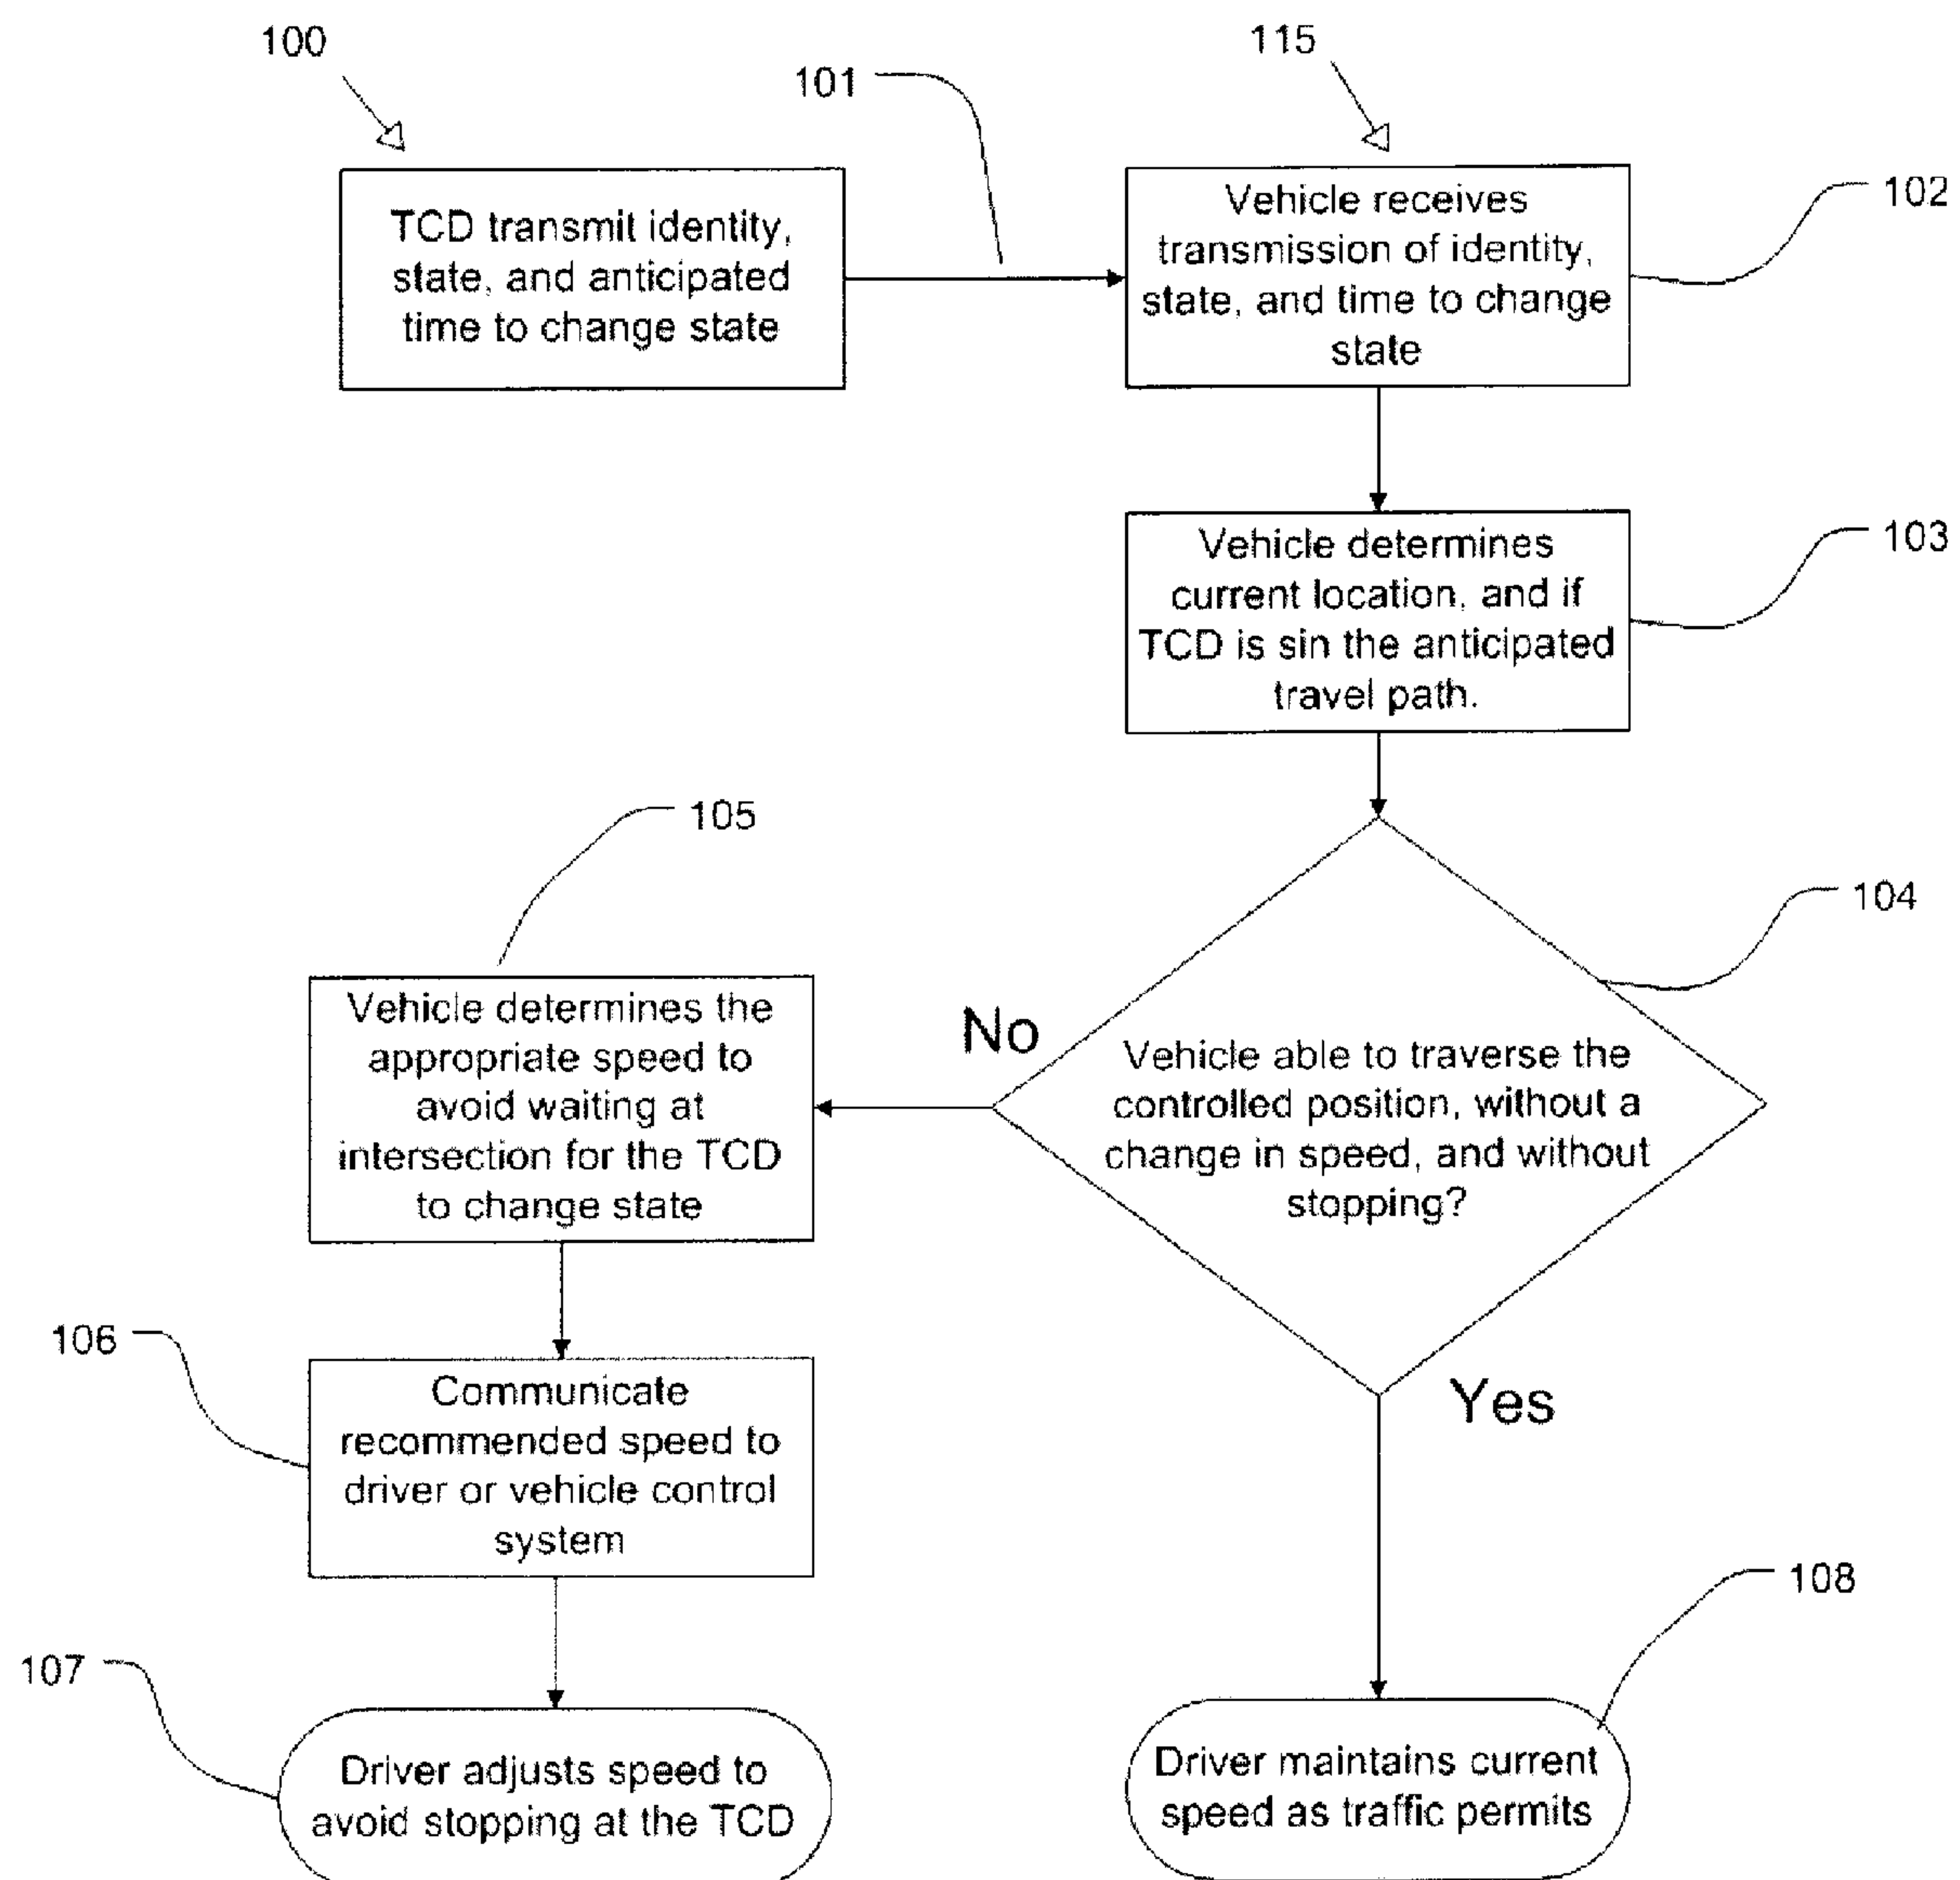 100
115
101
TCD transmit identity,
state, and anticipated
time to change state
Vehicle receives
transmission of identity,
state, and time to change
state
102
Vehicle determines
current location, and if
TCD is sin the anticipated
travel path.
103
105
104
Vehicle determines the
appropriate speed to
avoid waiting at
intersection for the TCD
to change state
No
Vehicle able to traverse the
controlled position, without a
change in speed, and without
stopping?
106
Communicate
recommended speed to
driver or vehicle control
system
Yes
108
107
Driver adjusts speed to
avoid stopping at the TCD
Driver maintains current
speed as traffic permits